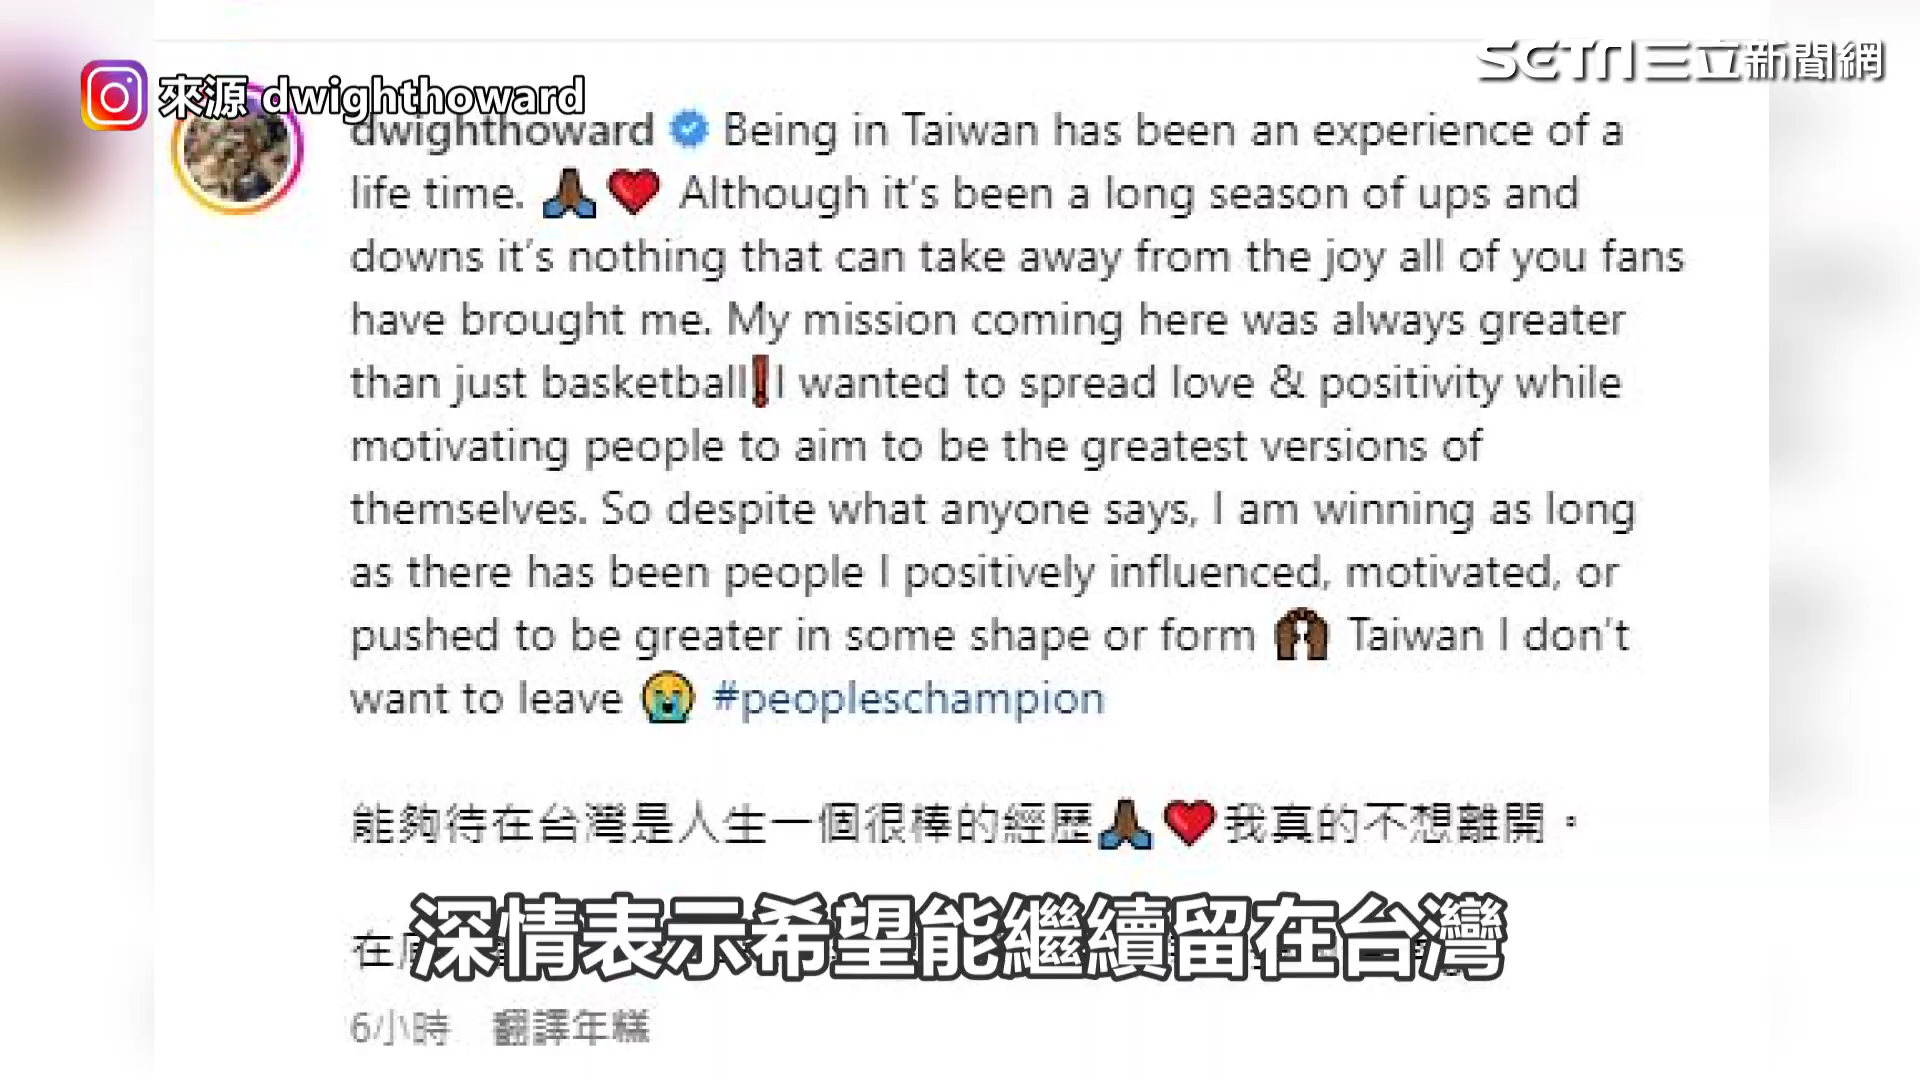 SETN三立新聞網
來源 dwighthoward
dwighthoward Being in Taiwan has been an experience of a
life time. 🙏🏾❤️ Although it's been a long season of ups and
downs it's nothing that can take away from the joy all of you fans
have brought me. My mission coming here was always greater
than just basketball❗I wanted to spread love & positivity while
motivating people to aim to be the greatest versions of
themselves. So despite what anyone says, I am winning as long
as there has been people I positively influenced, motivated, or
pushed to be greater in some shape or form 🫶🏾 Taiwan I don't
want to leave 😭 #peopleschampion
能夠待在台灣是人生一個很棒的經歷🙏🏾❤️我真的不想離開。
在
深情表示希望能繼續留在台灣
6小時 翻譯年糕